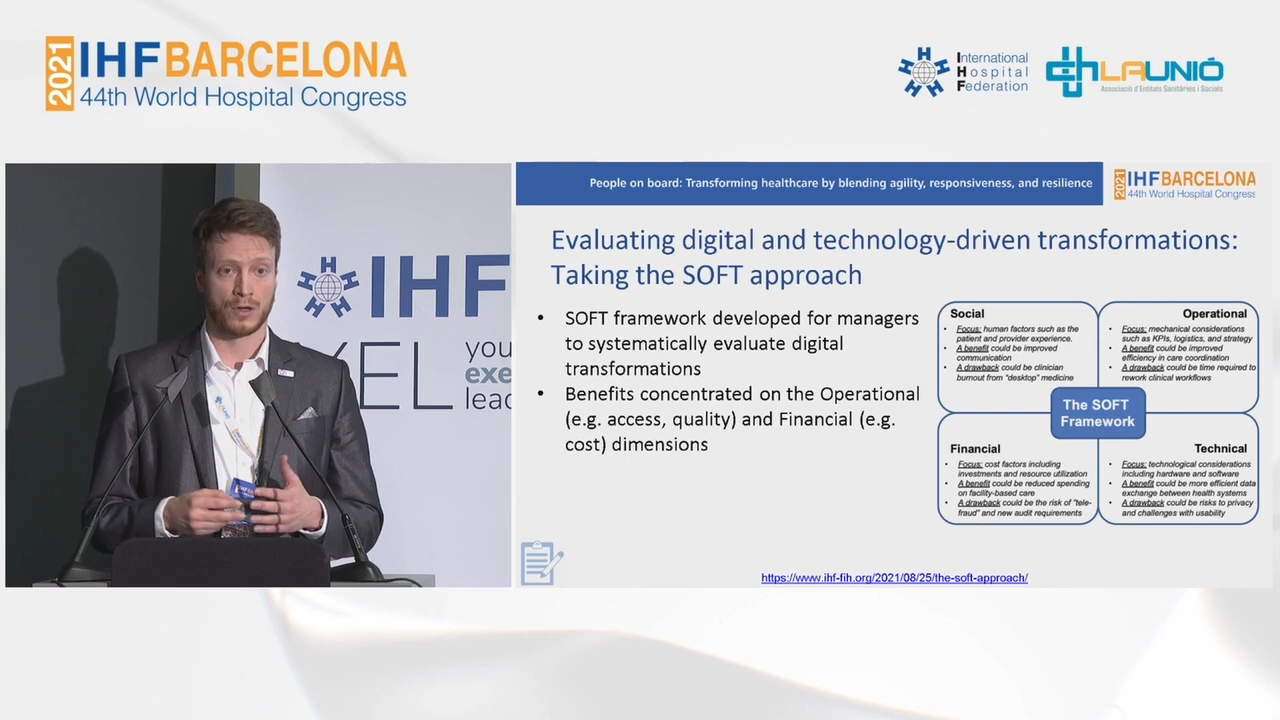 2021
IHFBARCELONA
44th World Hospital Congress
International
Hospital
Federation
LAUNIÓ
Associació d'Entitats Sanitàries i Socials
IHF
you
exe
lead
People on board: Transforming healthcare by blending agility, responsiveness, and resilience
2021
IHFBARCELONA
44th World Hospital Congress
Evaluating digital and technology-driven transformations:
Taking the SOFT approach
• SOFT framework developed for managers
to systematically evaluate digital
transformations
• Benefits concentrated on the Operational
(e.g. access, quality) and Financial (e.g.
cost) dimensions
Social
• Focus: human factors such as the
patient and provider experience.
• A benefit could be improved
communication
• A drawback could be clinician
burnout from "desktop" medicine
Operational
• Focus: mechanical considerations
such as KPIs, logistics, and strategy
• A benefit could be improved
efficiency in care coordination
• A drawback could be time required to
rework clinical workflows
The SOFT
Framework
Financial
• Focus: cost factors including
investments and resource utilization
• A benefit could be reduced spending
on facility-based care
• A drawback could be the risk of "tele-
fraud" and new audit requirements
Technical
• Focus: technological considerations
including hardware and software
• A benefit could be more efficient data
exchange between health systems
• A drawback could be risks to privacy
and challenges with usability
https://www.ihf-fih.org/2021/08/25/the-soft-approach/